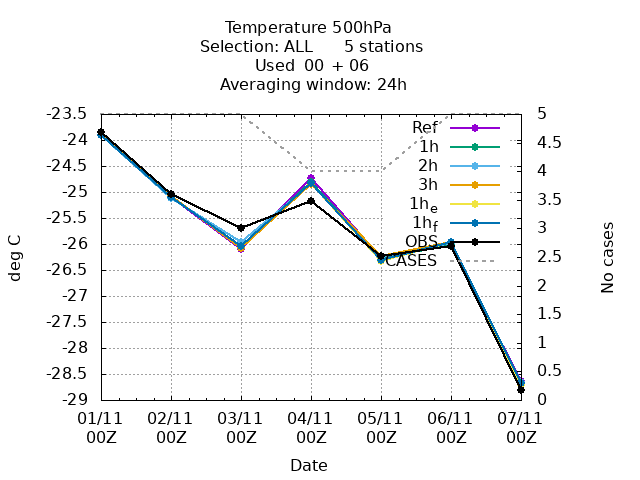 Temperature 500hPa
Selection: ALL 5 stations
Used 00 + 06
Averaging window: 24h
-23.5
-24
-24.5
-25
-25.5
-26
-26.5
-27
-27.5
-28
-28.5
-29
deg C
Ref
1h
2h
3h
1he
1hf
OBS
CASES
5
4.5
4
3.5
3
2.5
2
1.5
1
0.5
0
No cases
01/11 02/11 03/11 04/11 05/11 06/11 07/11
00Z 00Z 00Z 00Z 00Z 00Z 00Z
Date